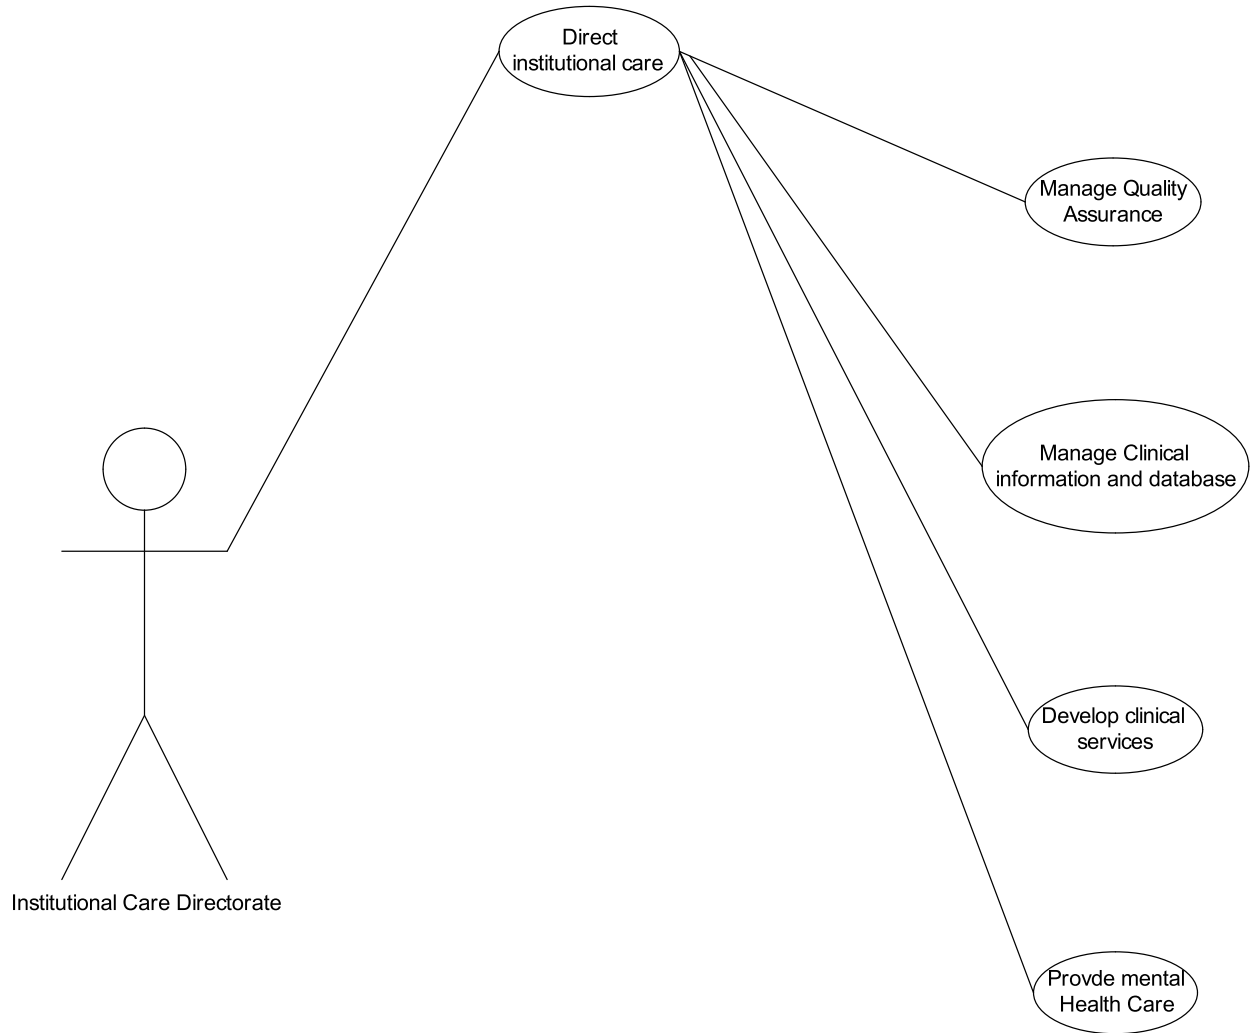 Direct
institutional care
Manage Quality
Assurance
Manage Clinical
information and database
Develop clinical
services
Institutional Care Directorate
Provde mental
Health Care